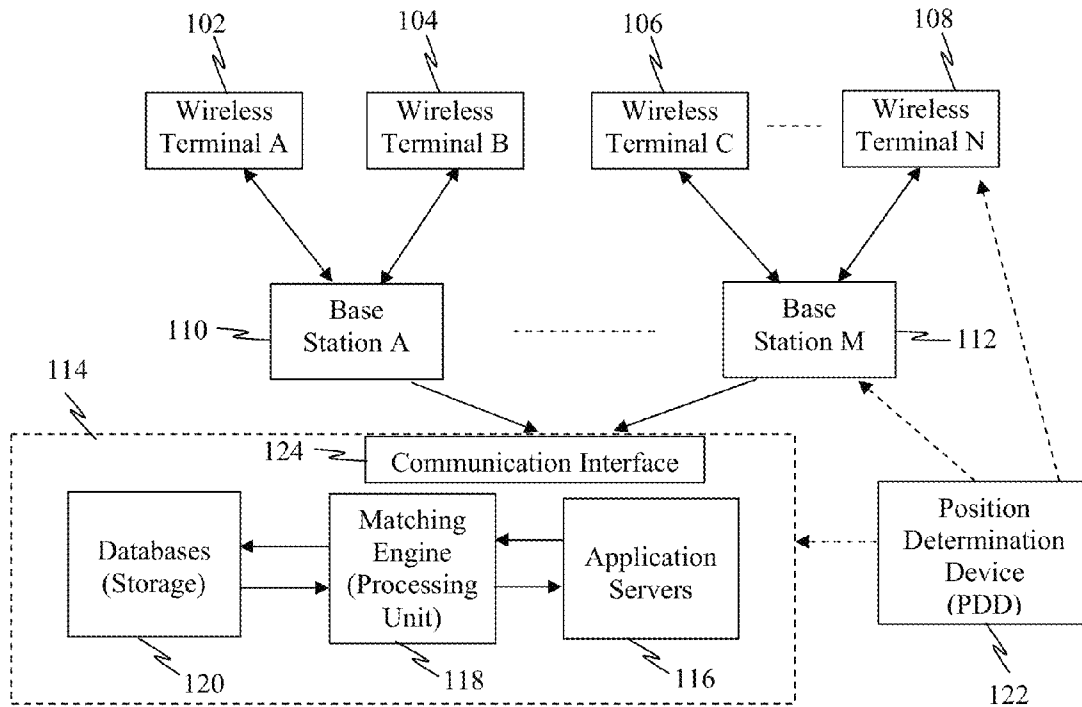 102
104
106
108
Wireless
Terminal A
Wireless
Terminal B
Wireless
Terminal C
Wireless
Terminal N
110
Base
Station A
Base
Station M
112
114
124
Communication Interface
Databases
(Storage)
Matching
Engine
(Processing
Unit)
Application
Servers
Position
Determination
Device
(PDD)
120
118
116
122